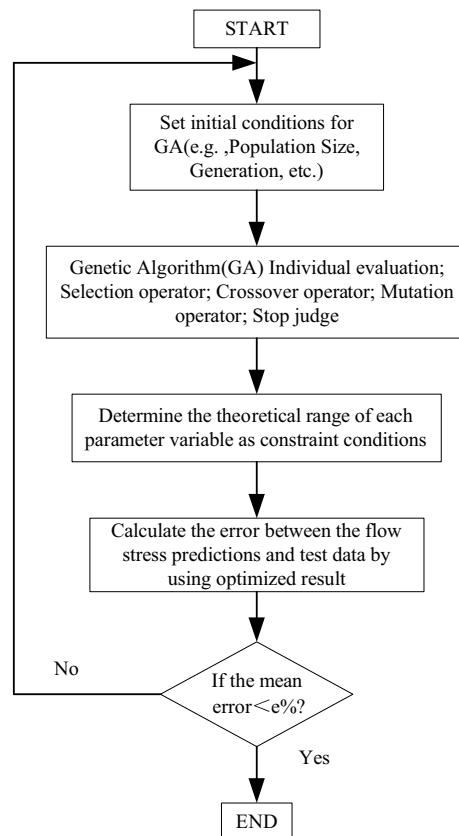 START
Set initial conditions for
GA(e.g. ,Population Size,
Generation, etc.)
Genetic Algorithm(GA) Individual evaluation;
Selection operator; Crossover operator; Mutation
operator; Stop judge
Determine the theoretical range of each
parameter variable as constraint conditions
Calculate the error between the flow
stress predictions and test data by
using optimized result
No
If the mean
error＜e%?
Yes
END